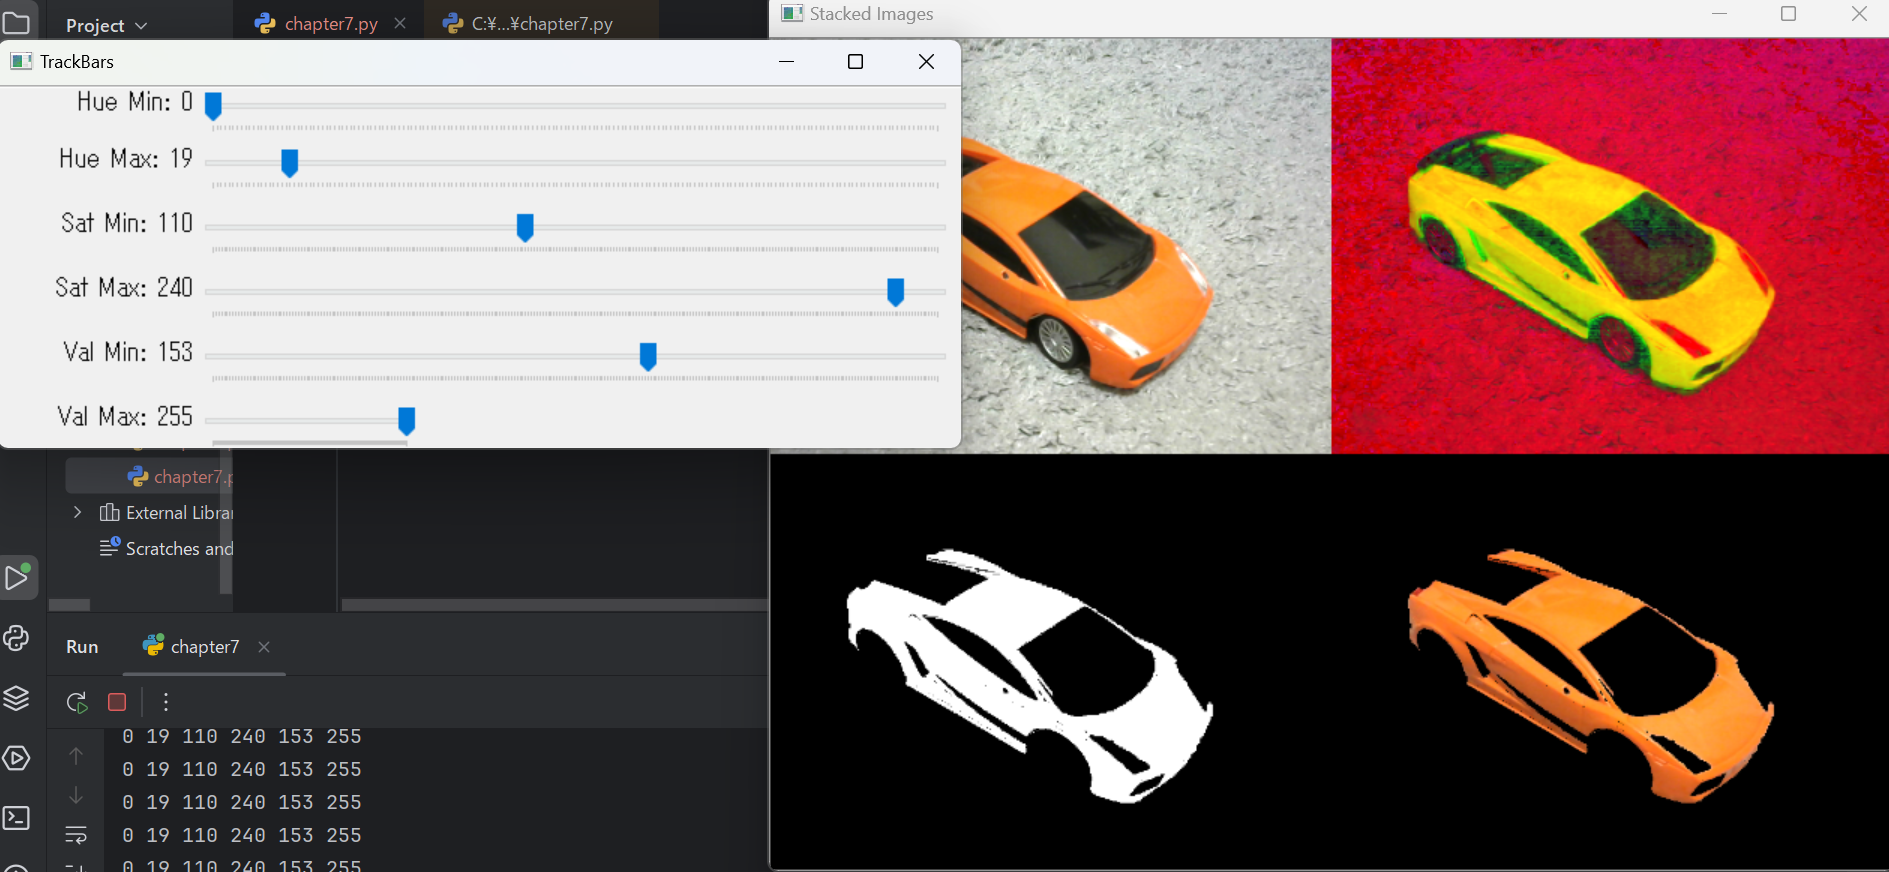 Project
chapter7.py
C:¥...¥chapter7.py
Stacked Images
TrackBars
Hue Min: 0
Hue Max: 19
Sat Min: 110
Sat Max: 240
Val Min: 153
Val Max: 255
chapter7.p
External Librar
Scratches and
Run
chapter7
0 19 110 240 153 255
0 19 110 240 153 255
0 19 110 240 153 255
0 19 110 240 153 255
0 19 110 240 153 255